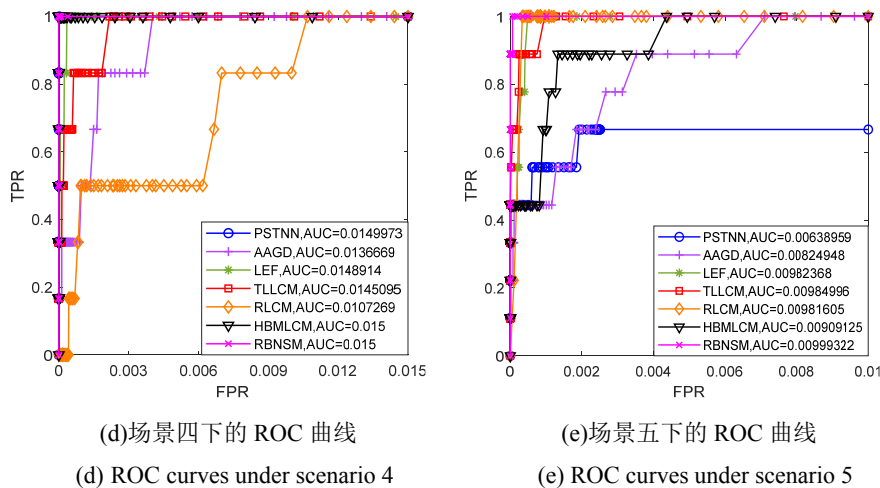 1
0.8
0.6
0.4
0.2
0
TPR
0 0.003 0.006 0.009 0.012 0.015
FPR
PSTNN,AUC=0.0149973
AAGD,AUC=0.0136669
LEF,AUC=0.0148914
TLLCM,AUC=0.0145095
RLCM,AUC=0.0107269
HBMLCM,AUC=0.015
RBNSM,AUC=0.015
(d)场景四下的 ROC 曲线
(d) ROC curves under scenario 4
1
0.8
0.6
0.4
0.2
0
TPR
0 0.002 0.004 0.006 0.008 0.01
FPR
PSTNN,AUC=0.00638959
AAGD,AUC=0.00824948
LEF,AUC=0.00982368
TLLCM,AUC=0.00984996
RLCM,AUC=0.00981605
HBMLCM,AUC=0.00909125
RBNSM,AUC=0.00999322
(e)场景五下的 ROC 曲线
(e) ROC curves under scenario 5